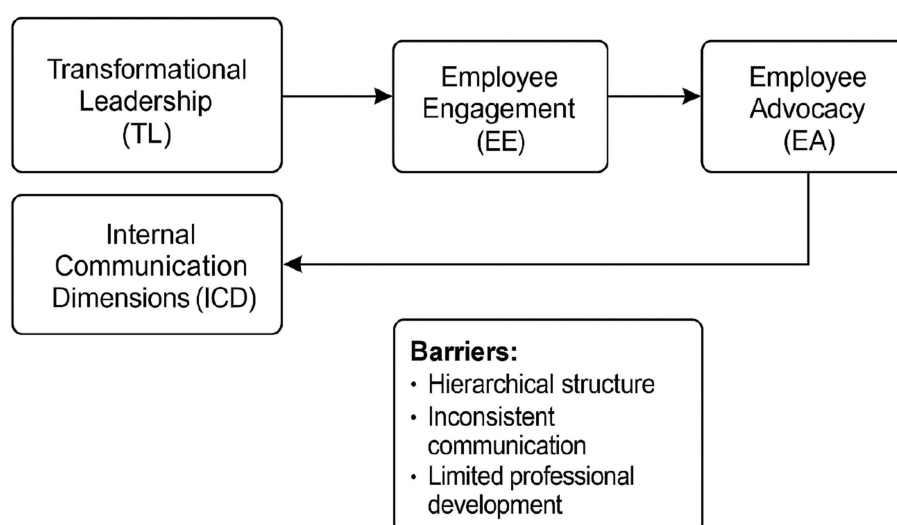 Transformational
Leadership
(TL)
Employee
Engagement
(EE)
Employee
Advocacy
(EA)
Internal
Communication
Dimensions (ICD)
Barriers:
· Hierarchical structure
· Inconsistent
communication
· Limited professional
development